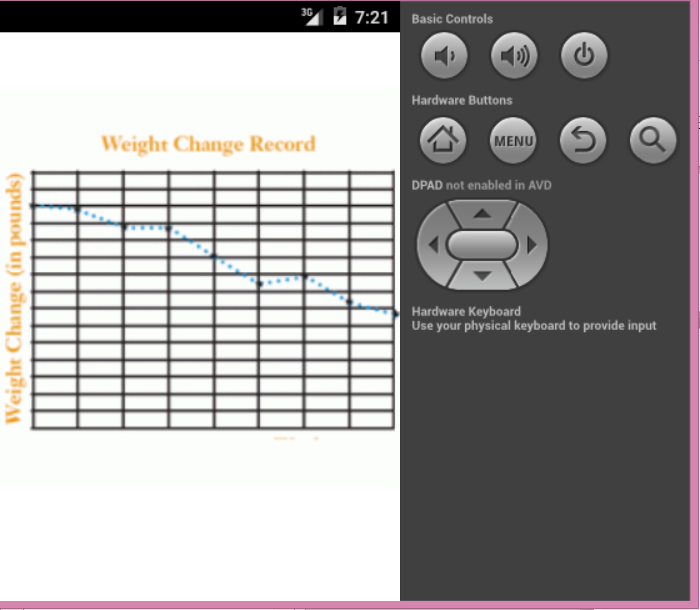 3G 7:21
Weight Change Record
Weight Change (in pounds)
Basic Controls
Hardware Buttons
MENU
DPAD not enabled in AVD
Hardware Keyboard
Use your physical keyboard to provide input